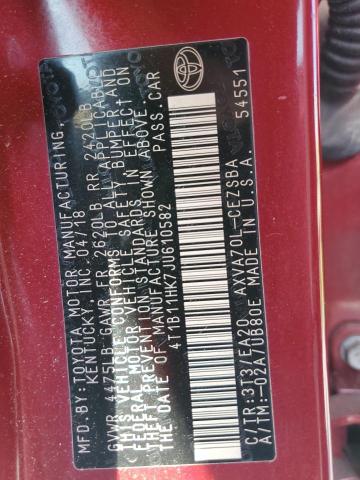 MFD. BY: TOYOTA MOTOR MANUFACTURING,
KENTUCKY, INC. 04/18
GVWR 4475LB GAWR FR 2620LB RR 2420LB
THIS VEHICLE CONFORMS TO ALL APPLICABLE
FEDERAL MOTOR VEHICLE SAFETY, BUMPER AND
THEFT PREVENTION STANDARDS IN EFFECT ON
THE DATE OF MANUFACTURE SHOWN ABOVE.
4T1B11HK7JU610582 PASS.CAR
C/TR:3T3/EA20 AXVA70L-CEZSBA
A/TM:-02A/U880E MADE IN U.S.A. 54551